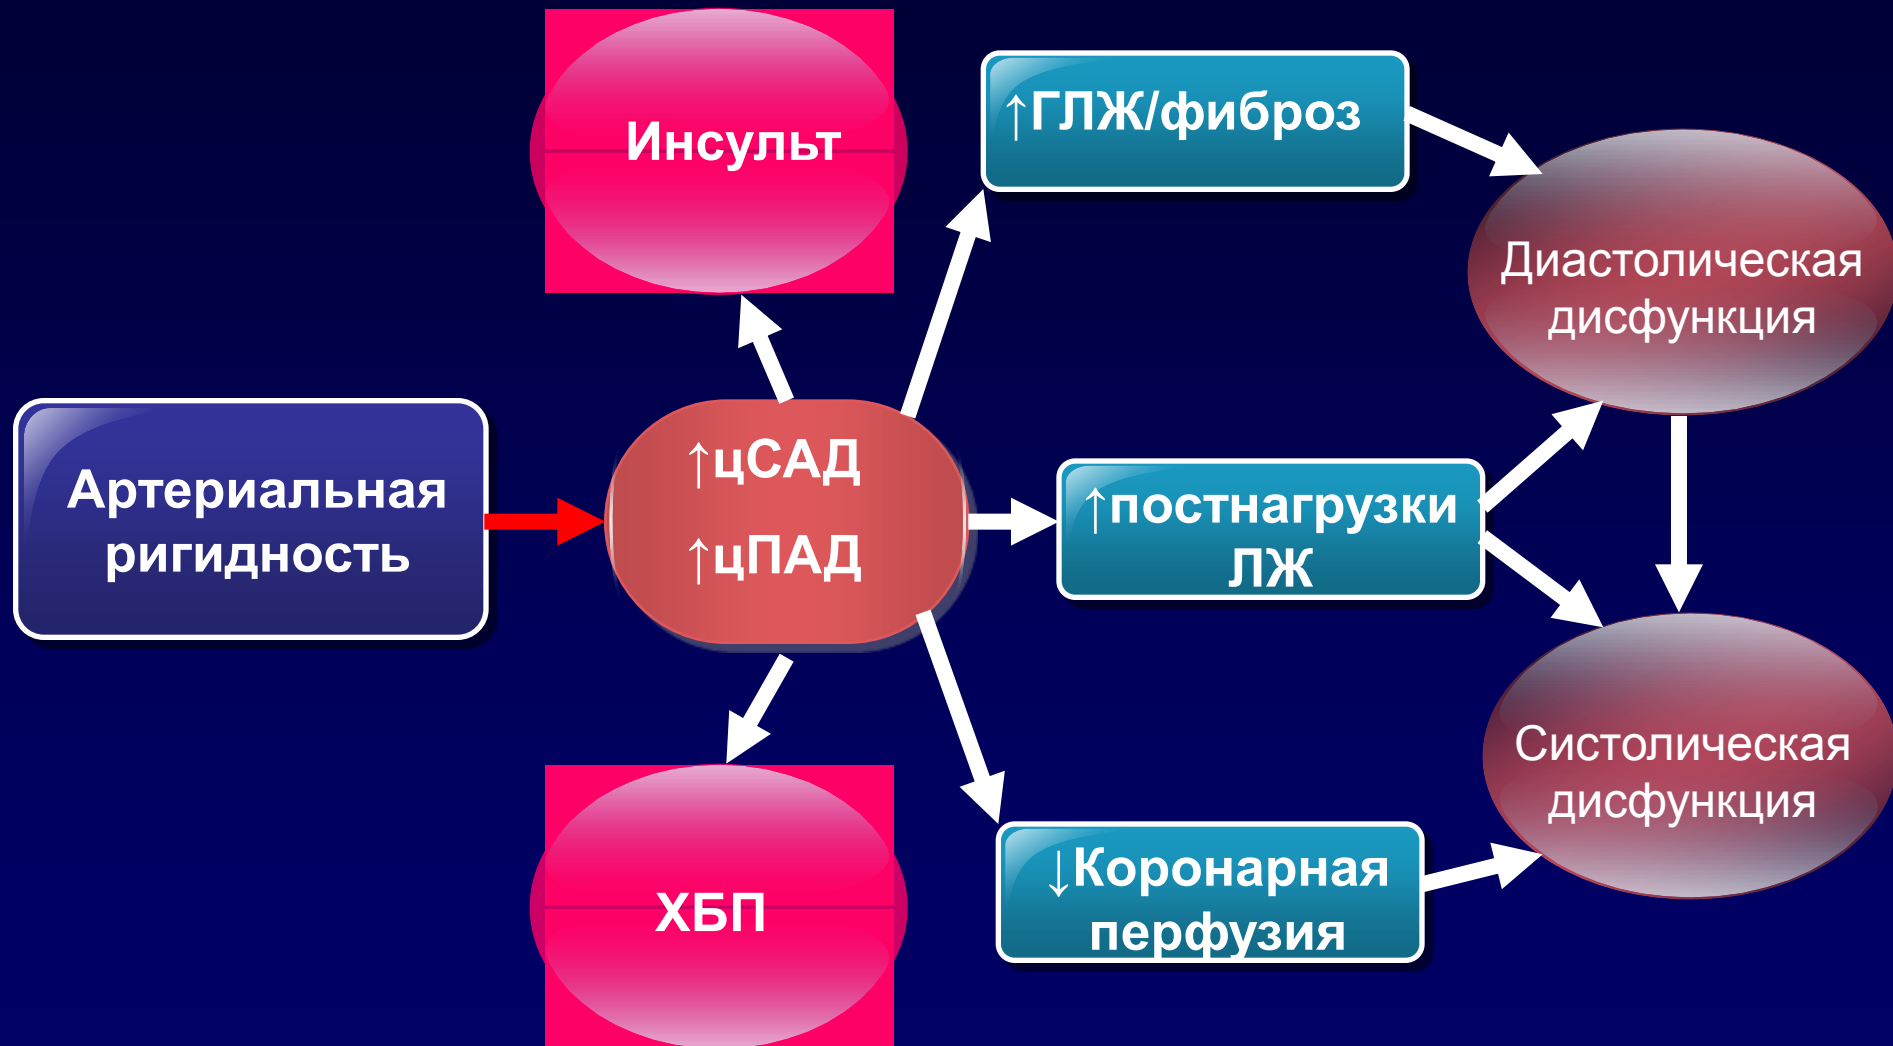 Инсульт
↑ГЛЖ/фиброз
Диастолическая
дисфункция
Артериальная
ригидность
↑цСАД
↑цПАД
↑постнагрузки
ЛЖ
Систолическая
дисфункция
ХБП
↓Коронарная
перфузия